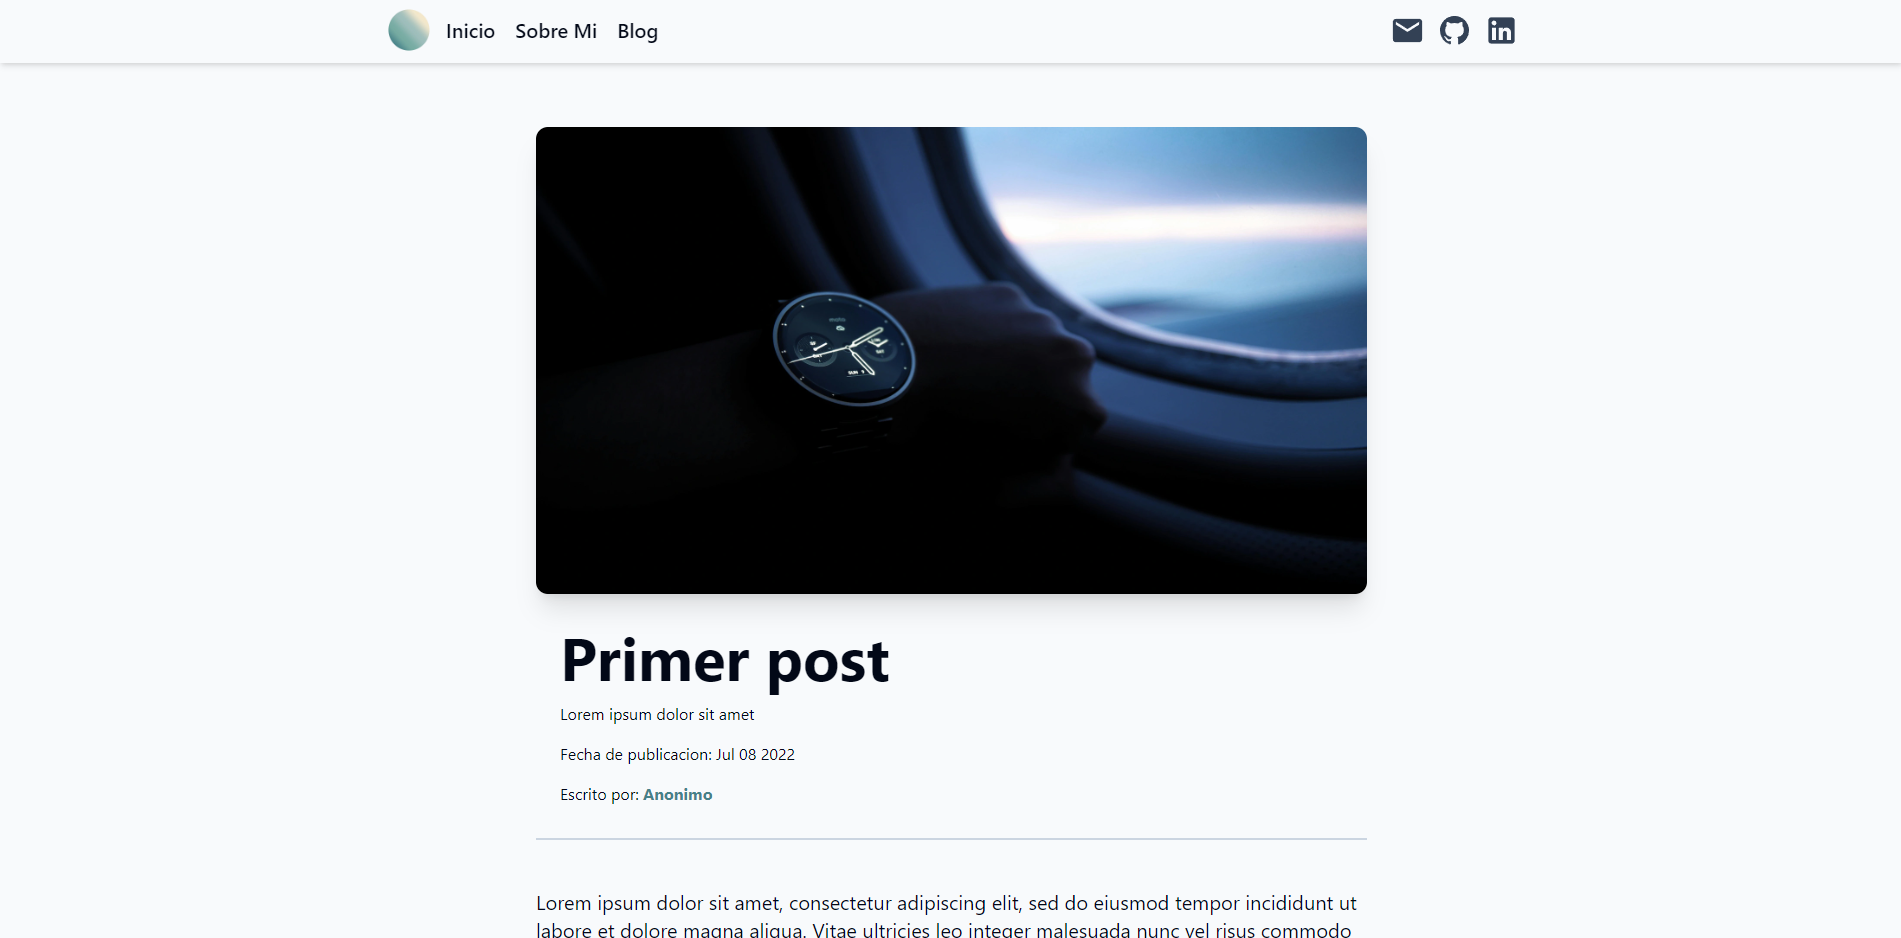 Inicio Sobre Mi Blog
moto
SUN
Primer post
Lorem ipsum dolor sit amet
Fecha de publicacion: Jul 08 2022
Escrito por: Anonimo
Lorem ipsum dolor sit amet, consectetur adipiscing elit, sed do eiusmod tempor incididunt ut
labore et dolore magna aliqua. Vitae ultricies leo integer malesuada nunc vel risus commodo